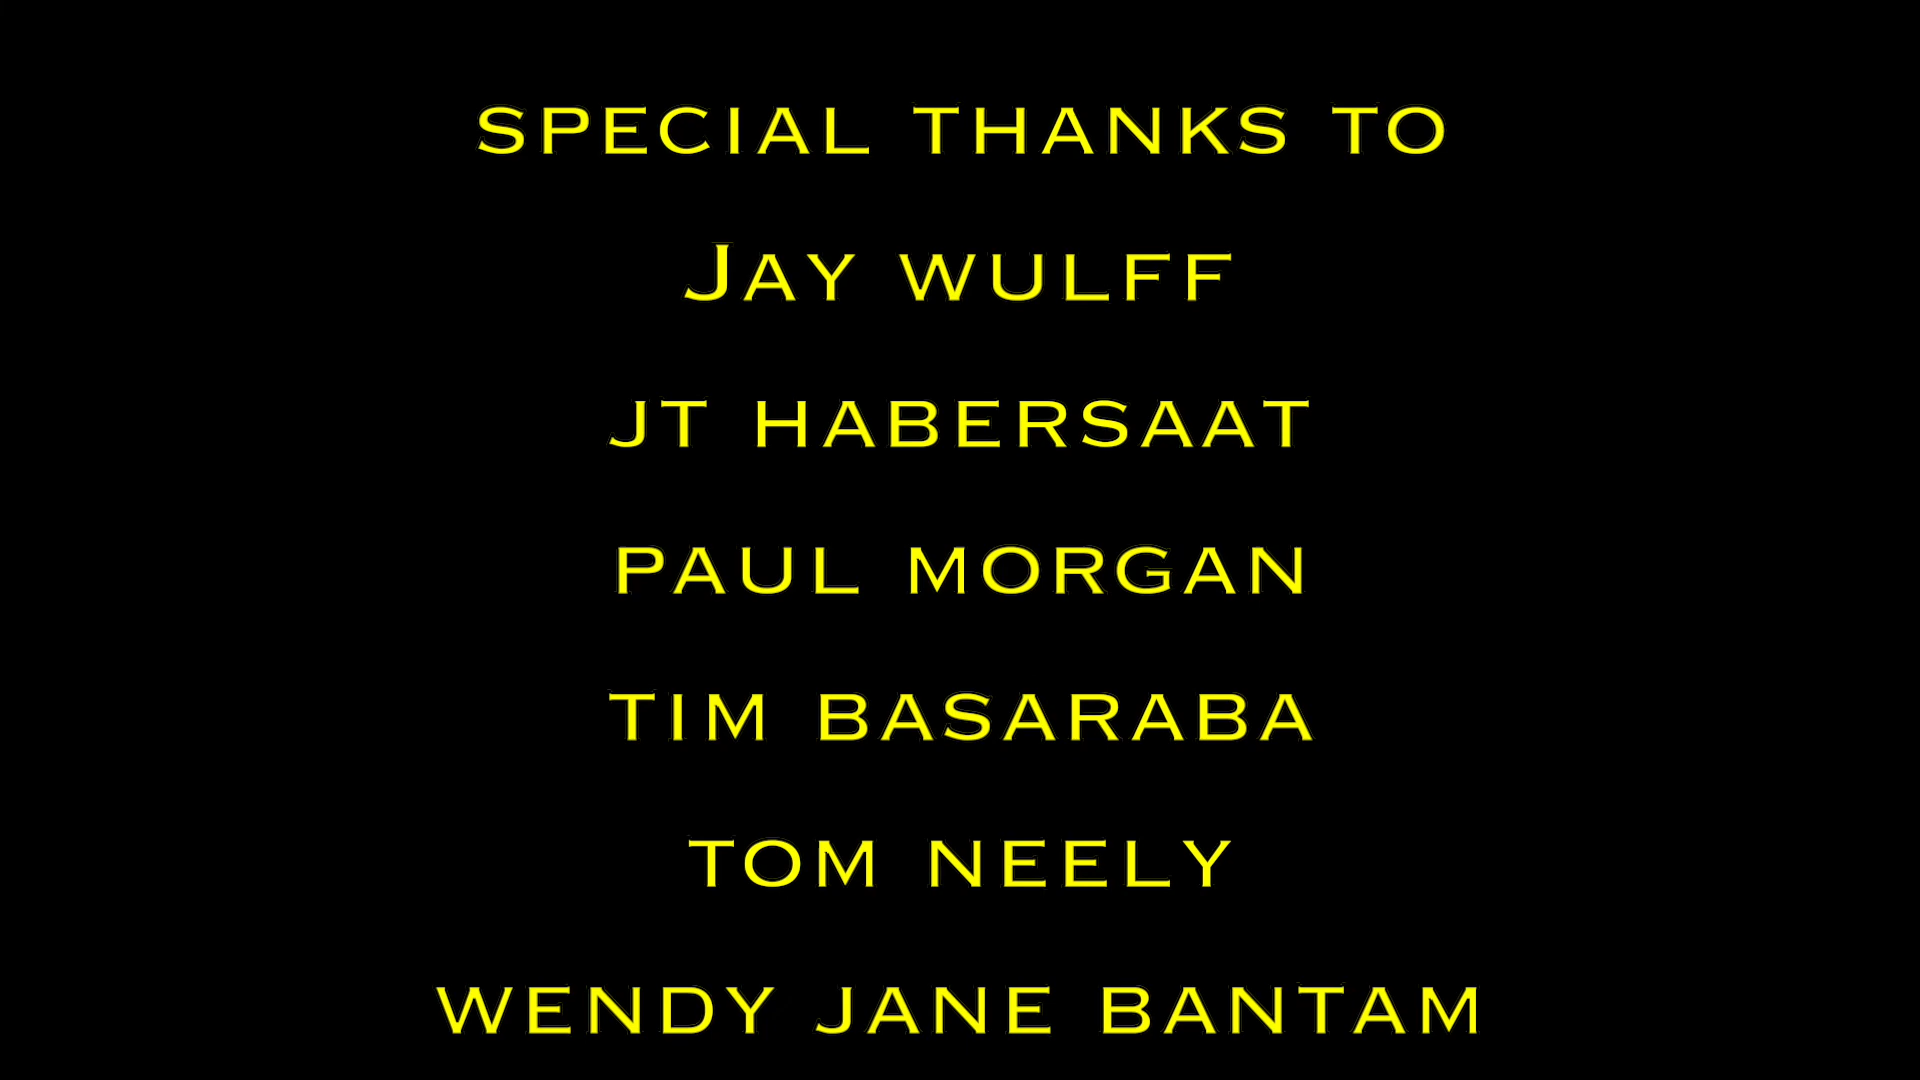 SPECIAL THANKS TO
JAY WULFF
JT HABERSAAT
PAUL MORGAN
TIM BASARABA
TOM NEELY
WENDY JANE BANTAM